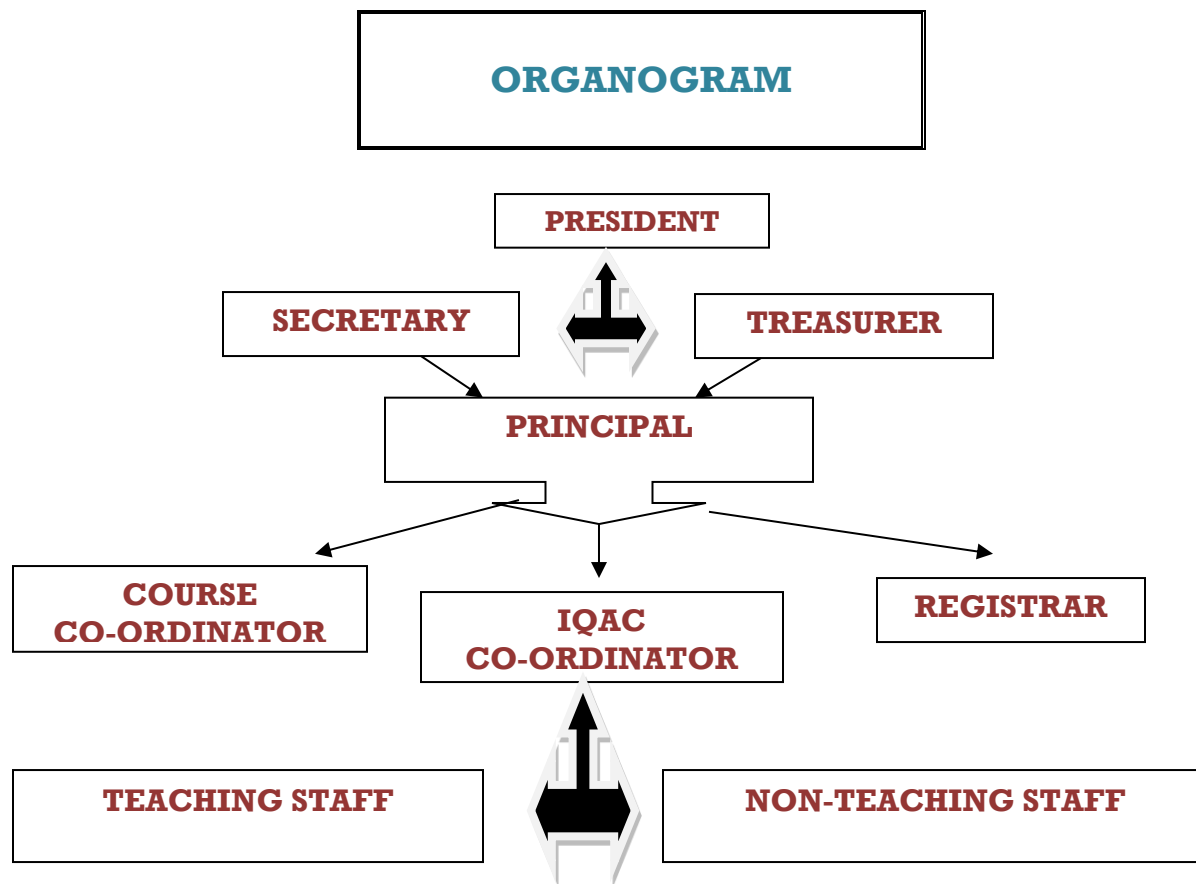 ORGANOGRAM
PRESIDENT
SECRETARY
TREASURER
PRINCIPAL
COURSE
CO-ORDINATOR
IQAC
CO-ORDINATOR
REGISTRAR
TEACHING STAFF
NON-TEACHING STAFF